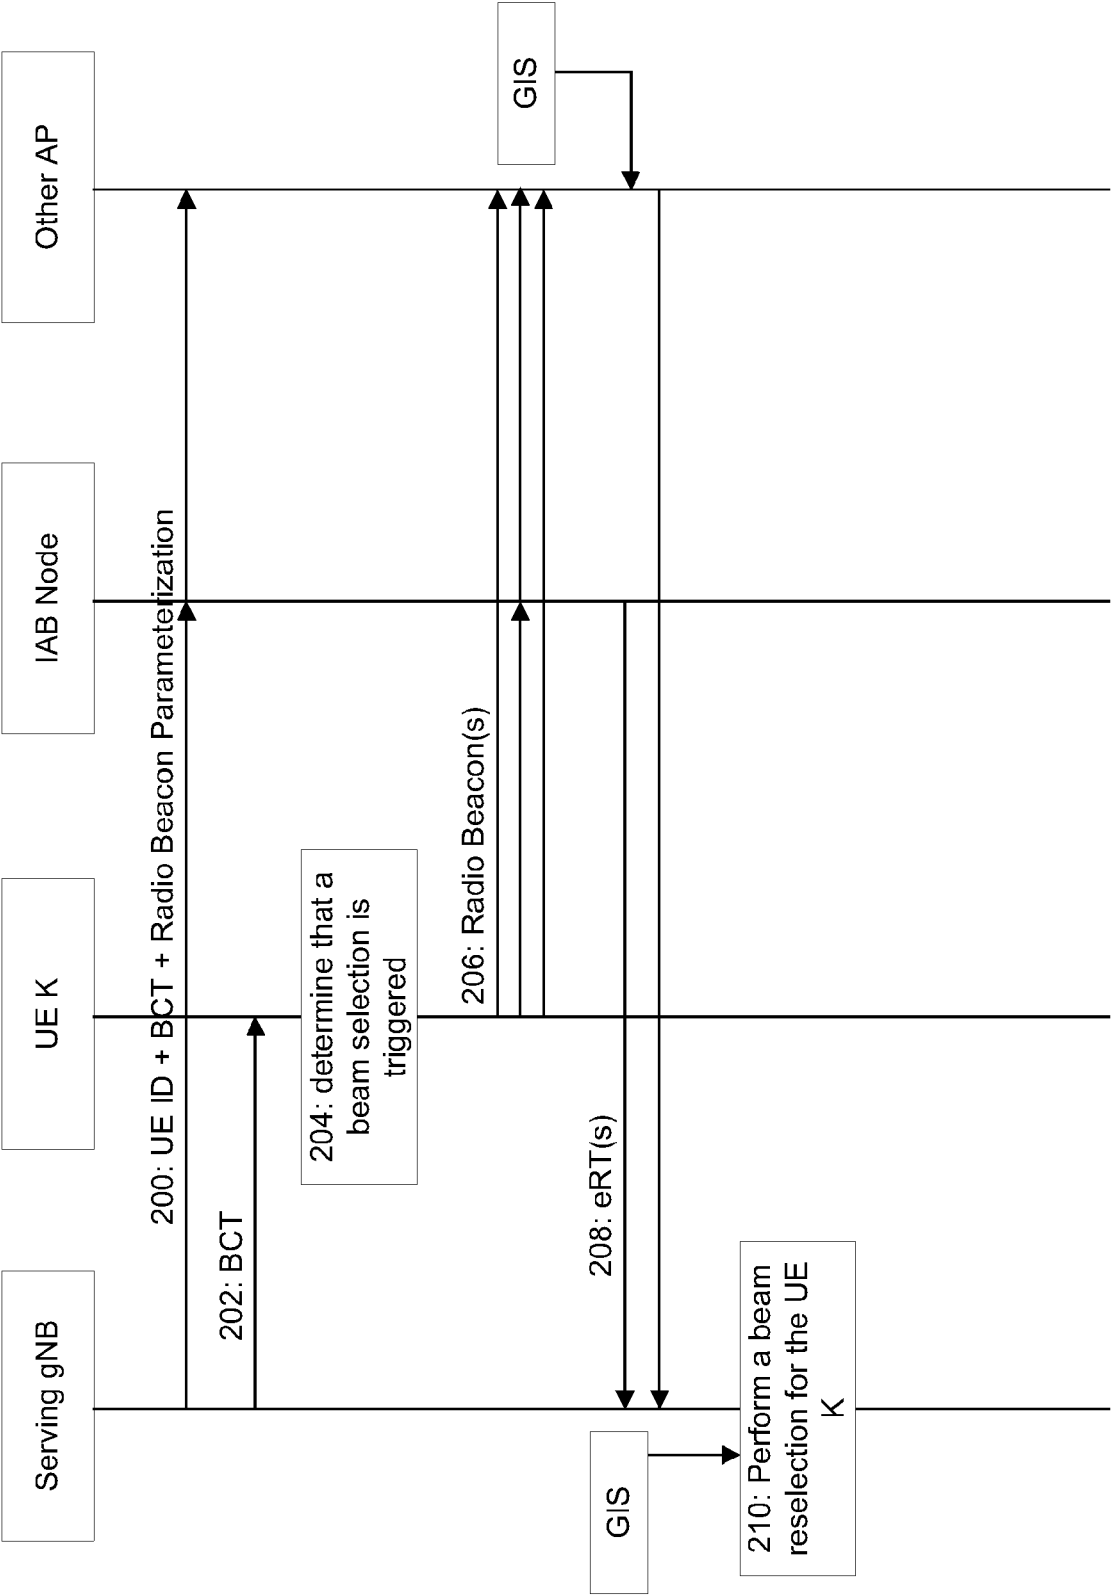 Serving gNB
UE K
IAB Node
Other AP
200: UE ID + BCT + Radio Beacon Parameterization
202: BCT
204: determine that a
beam selection is
triggered
206: Radio Beacon(s)
GIS
208: eRT(s)
GIS
210: Perform a beam
reselection for the UE
K